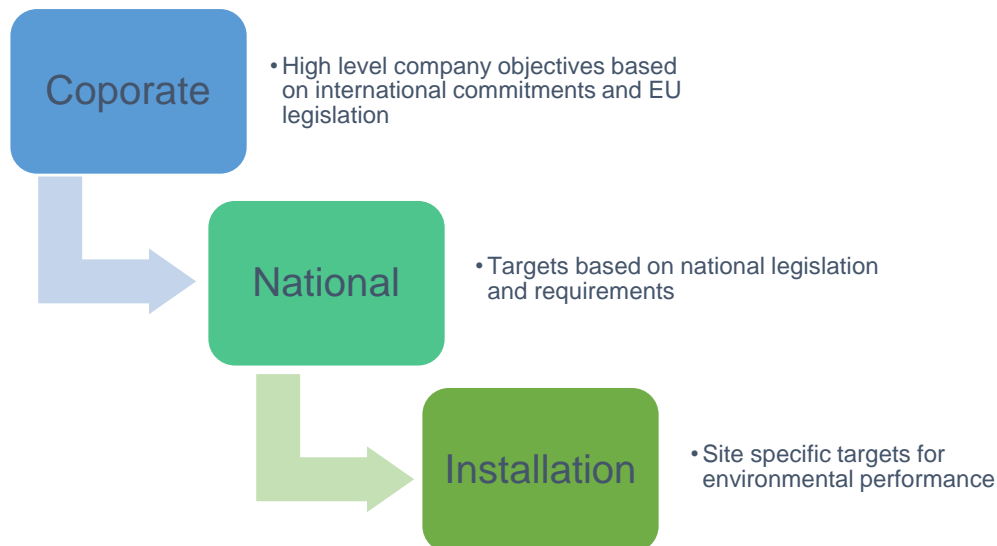 Coporate
• High level company objectives based
on international commitments and EU
legislation
National
• Targets based on national legislation
and requirements
Installation
• Site specific targets for
environmental performance